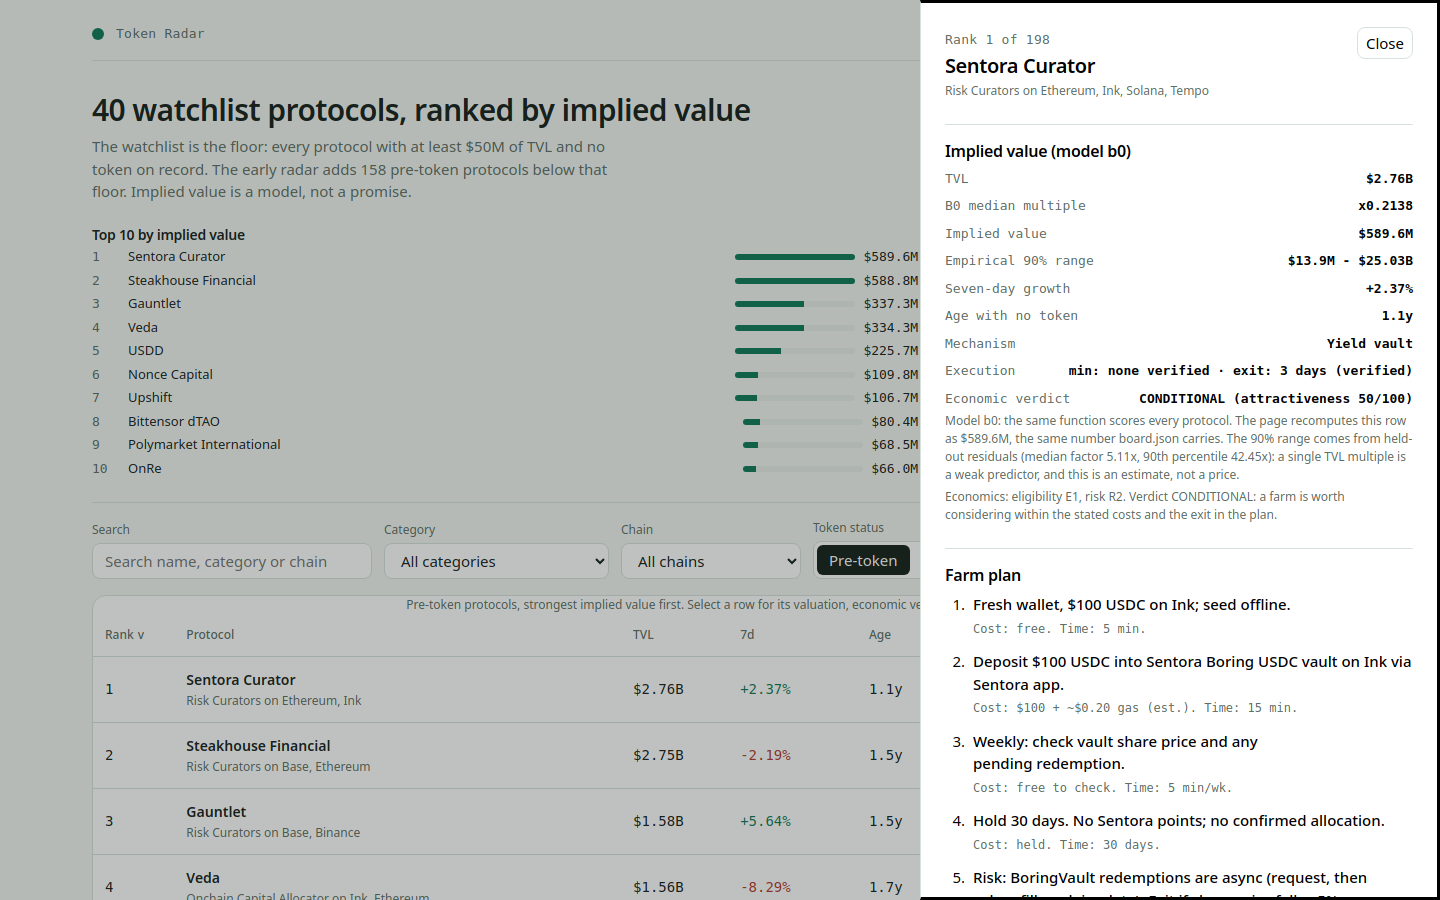 Token Radar
40 watchlist protocols, ranked by implied value
The watchlist is the floor: every protocol with at least $50M of TVL and no
token on record. The early radar adds 158 pre-token protocols below that
floor. Implied value is a model, not a promise.
Top 10 by implied value
1 Sentora Curator $589.6M
2 Steakhouse Financial $588.8M
3 Gauntlet $337.3M
4 Veda $334.3M
5 USDD $225.7M
6 Nonce Capital $109.8M
7 Upshift $106.7M
8 Bittensor dTAO $80.4M
9 Polymarket International $68.5M
10 OnRe $66.0M
Search Category Chain Token status
Search name, category or chain All categories All chains Pre-token
Pre-token protocols, strongest implied value first. Select a row for its valuation, economic ve
Rank v Protocol TVL 7d Age
1 Sentora Curator $2.76B +2.37% 1.1y
Risk Curators on Ethereum, Ink
2 Steakhouse Financial $2.75B -2.19% 1.5y
Risk Curators on Base, Ethereum
3 Gauntlet $1.58B +5.64% 1.5y
Risk Curators on Base, Binance
4 Veda $1.56B -8.29% 1.7y
Onchain Capital Allocator on Ink, Ethereum
Rank 1 of 198
Close
Sentora Curator
Risk Curators on Ethereum, Ink, Solana, Tempo
Implied value (model b0)
TVL $2.76B
B0 median multiple x0.2138
Implied value $589.6M
Empirical 90% range $13.9M - $25.03B
Seven-day growth +2.37%
Age with no token 1.1y
Mechanism Yield vault
Execution min: none verified · exit: 3 days (verified)
Economic verdict CONDITIONAL (attractiveness 50/100)
Model b0: the same function scores every protocol. The page recomputes this row
as $589.6M, the same number board.json carries. The 90% range comes from held-
out residuals (median factor 5.11x, 90th percentile 42.45x): a single TVL multiple is
a weak predictor, and this is an estimate, not a price.
Economics: eligibility E1, risk R2. Verdict CONDITIONAL: a farm is worth
considering within the stated costs and the exit in the plan.
Farm plan
1. Fresh wallet, $100 USDC on Ink; seed offline.
Cost: free. Time: 5 min.
2. Deposit $100 USDC into Sentora Boring USDC vault on Ink via
Sentora app.
Cost: $100 + ~$0.20 gas (est.). Time: 15 min.
3. Weekly: check vault share price and any
pending redemption.
Cost: free to check. Time: 5 min/wk.
4. Hold 30 days. No Sentora points; no confirmed allocation.
Cost: held. Time: 30 days.
5. Risk: BoringVault redemptions are async (request, then